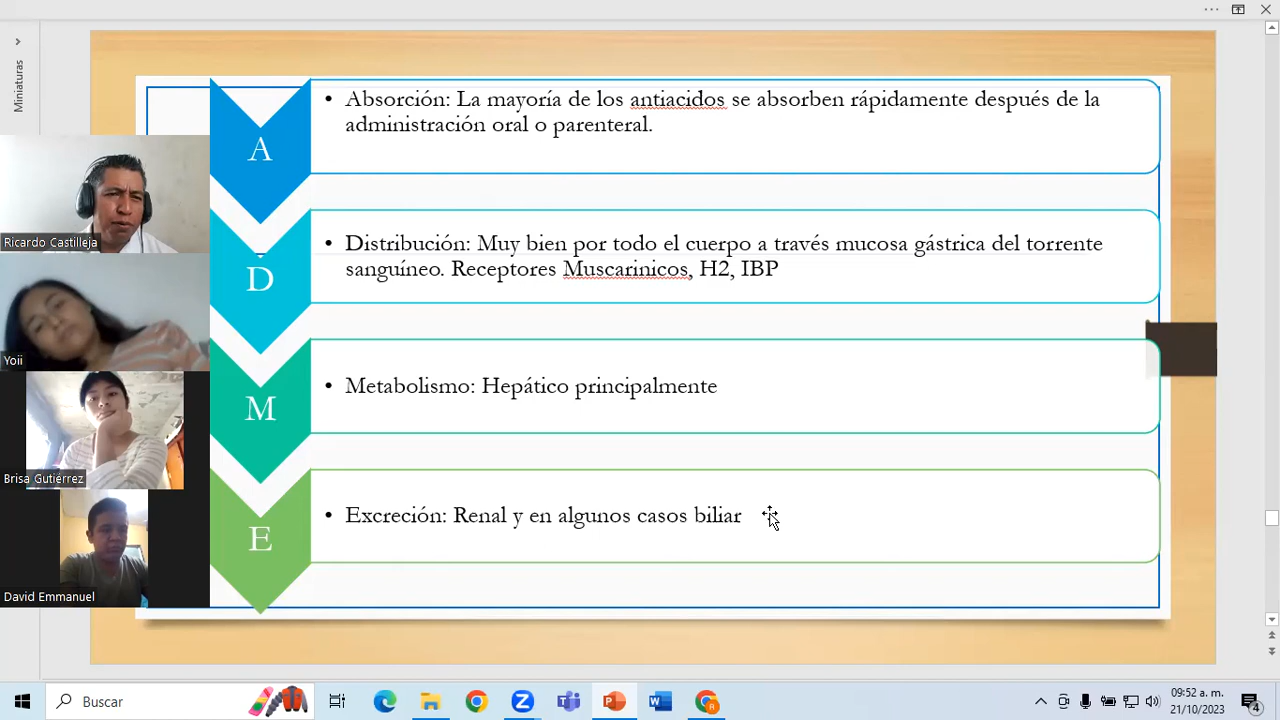 Miniaturas
A
• Absorción: La mayoría de los antiacidos se absorben rápidamente después de la
administración oral o parenteral.
Ricardo Castilleja
D
• Distribución: Muy bien por todo el cuerpo a través mucosa gástrica del torrente
sanguíneo. Receptores Muscarinicos, H2, IBP
Yoii
M
• Metabolismo: Hepático principalmente
Brisa Gutiérrez
E
• Excreción: Renal y en algunos casos biliar
David Emmanuel
Buscar
09:52 a. m.
21/10/2023
4